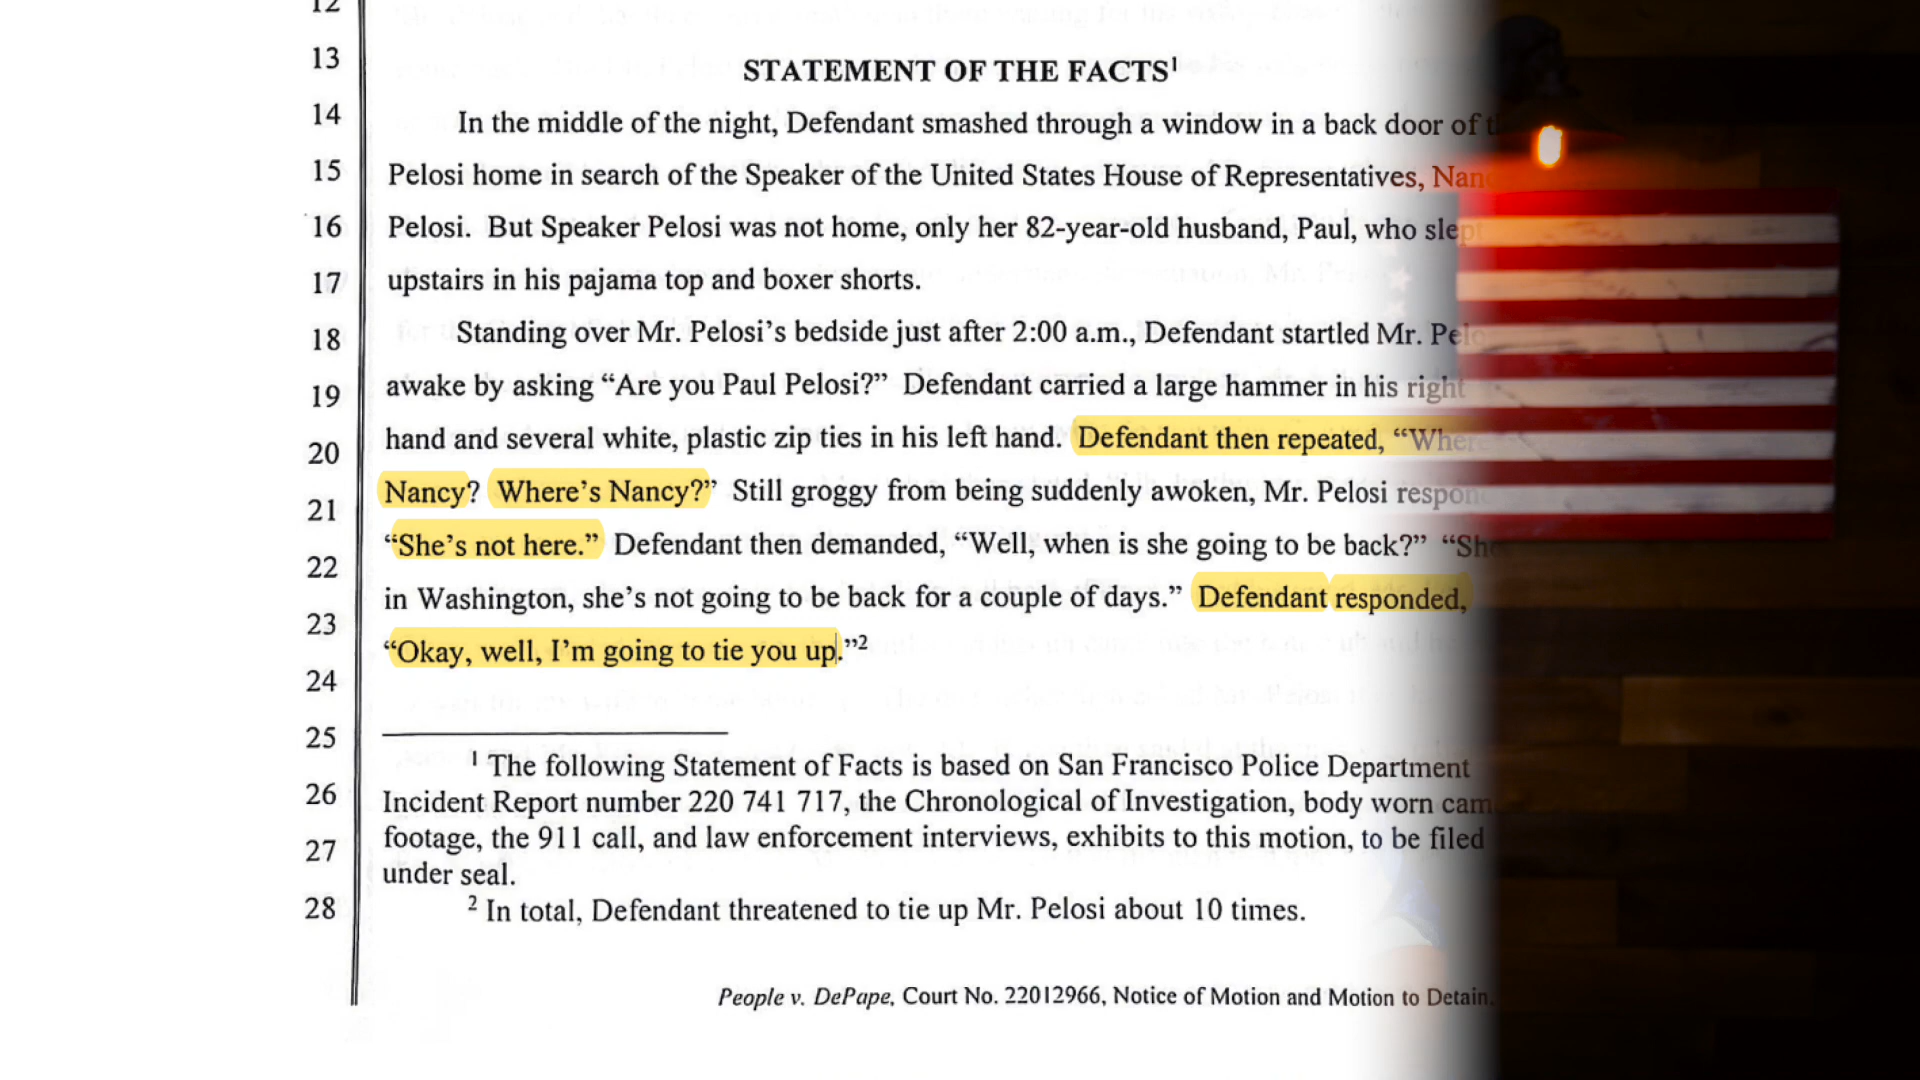 12
13 STATEMENT OF THE FACTS¹
14 In the middle of the night, Defendant smashed through a window in a back door of
15 Pelosi home in search of the Speaker of the United States House of Representatives,
16 Pelosi. But Speaker Pelosi was not home, only her 82-year-old husband, Paul, who slept
17 upstairs in his pajama top and boxer shorts.
18 Standing over Mr. Pelosi’s bedside just after 2:00 a.m., Defendant startled Mr.
19 awake by asking “Are you Paul Pelosi?” Defendant carried a large hammer in his right
20 hand and several white, plastic zip ties in his left hand. Defendant then repeated,
21 Nancy? Where’s Nancy?” Still groggy from being suddenly awoken, Mr. Pelosi
22 “She’s not here.” Defendant then demanded, “Well, when is she going to be back?”
23 in Washington, she’s not going to be back for a couple of days.” Defendant responded,
24 “Okay, well, I’m going to tie you up.”²
25 ¹ The following Statement of Facts is based on San Francisco Police Department
26 Incident Report number 220 741 717, the Chronological of Investigation, body worn
27 footage, the 911 call, and law enforcement interviews, exhibits to this motion, to be filed
under seal.
28 ² In total, Defendant threatened to tie up Mr. Pelosi about 10 times.
People v. DePape, Court No. 22012966, Notice of Motion and Motion to Detain,